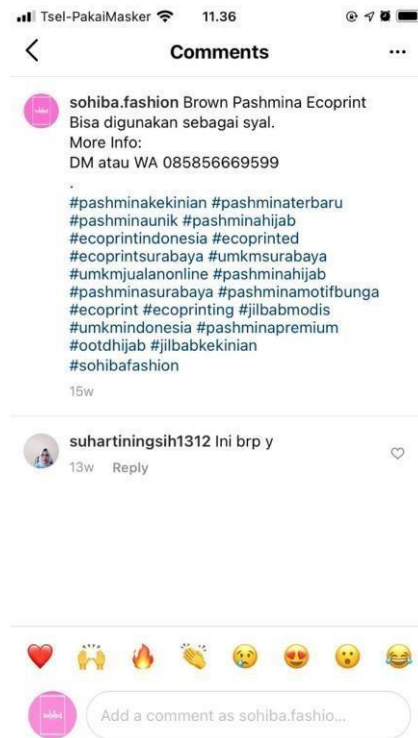 Tsel-PakaiMasker 11.36
Comments
sohiba.fashion Brown Pashmina Ecoprint
Bisa digunakan sebagai syal.
More Info:
DM atau WA 085856669599
.
#pashminakekinian #pashminaterbaru
#pashminaunik #pashminahijab
#ecoprintindonesia #ecoprinted
#ecoprintsurabaya #umkmsurabaya
#umkmjualanonline #pashminahijab
#pashminasurabaya #pashminamotifbunga
#ecoprint #ecoprinting #jilbabmodis
#umkmindonesia #pashminapremium
#ootdhijab #jilbabkekinian
#sohibafashion
15w
suhartiningsih1312 Ini brp y
13w Reply
sohiba
Add a comment as sohiba.fashio...